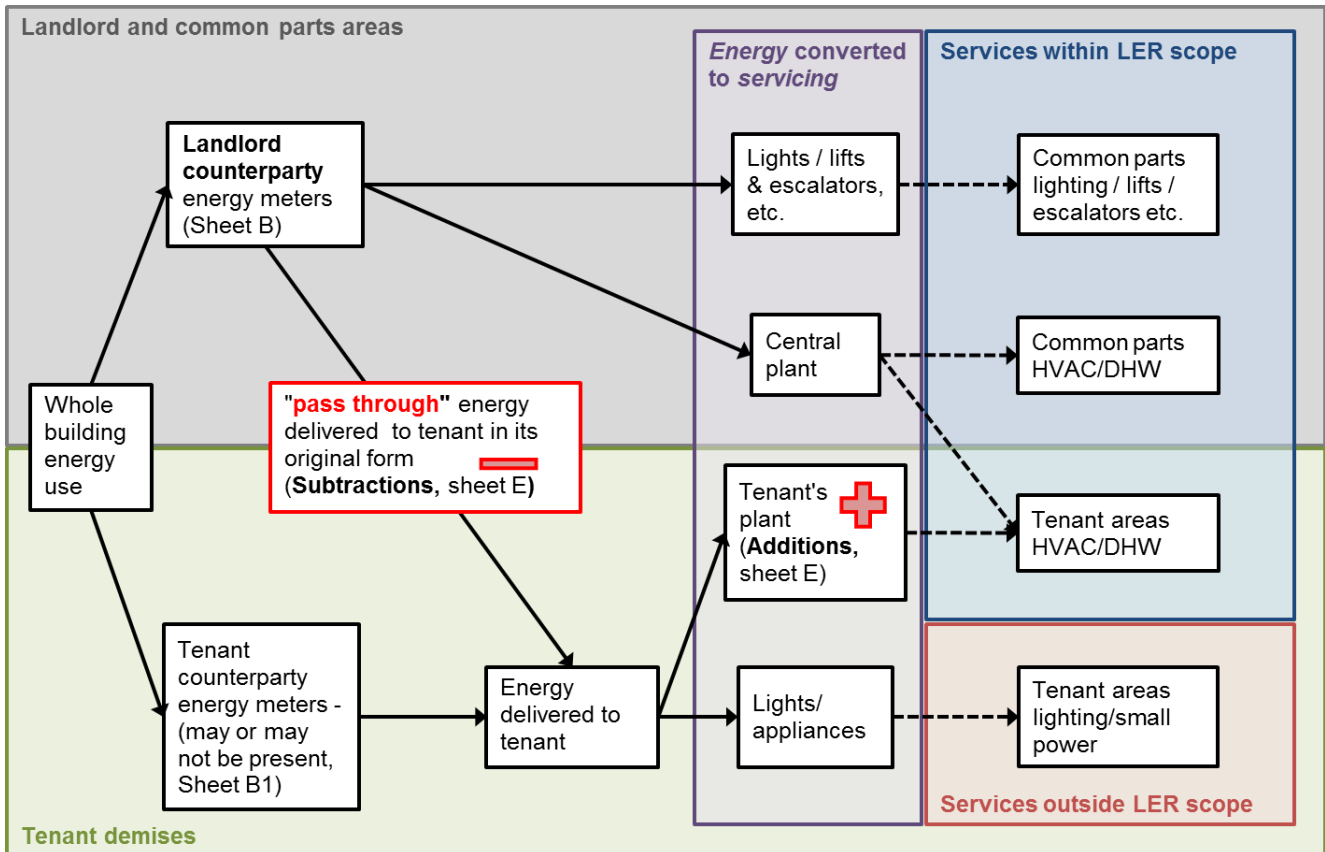 Landlord and common parts areas
Energy converted
to servicing
Services within LER scope
Landlord
counterparty
energy meters
(Sheet B)
Lights / lifts
& escalators,
etc.
Common parts
lighting / lifts /
escalators etc.
Central
plant
Common parts
HVAC/DHW
Whole
building
energy
use
"pass through" energy
delivered  to tenant in its
original form
(Subtractions, sheet E)
Tenant's
plant
(Additions,
sheet E)
Tenant areas
HVAC/DHW
Tenant
counterparty
energy meters -
(may or may
not be present,
Sheet B1)
Energy
delivered to
tenant
Lights/
appliances
Tenant areas
lighting/small
power
Services outside LER scope
Tenant demises